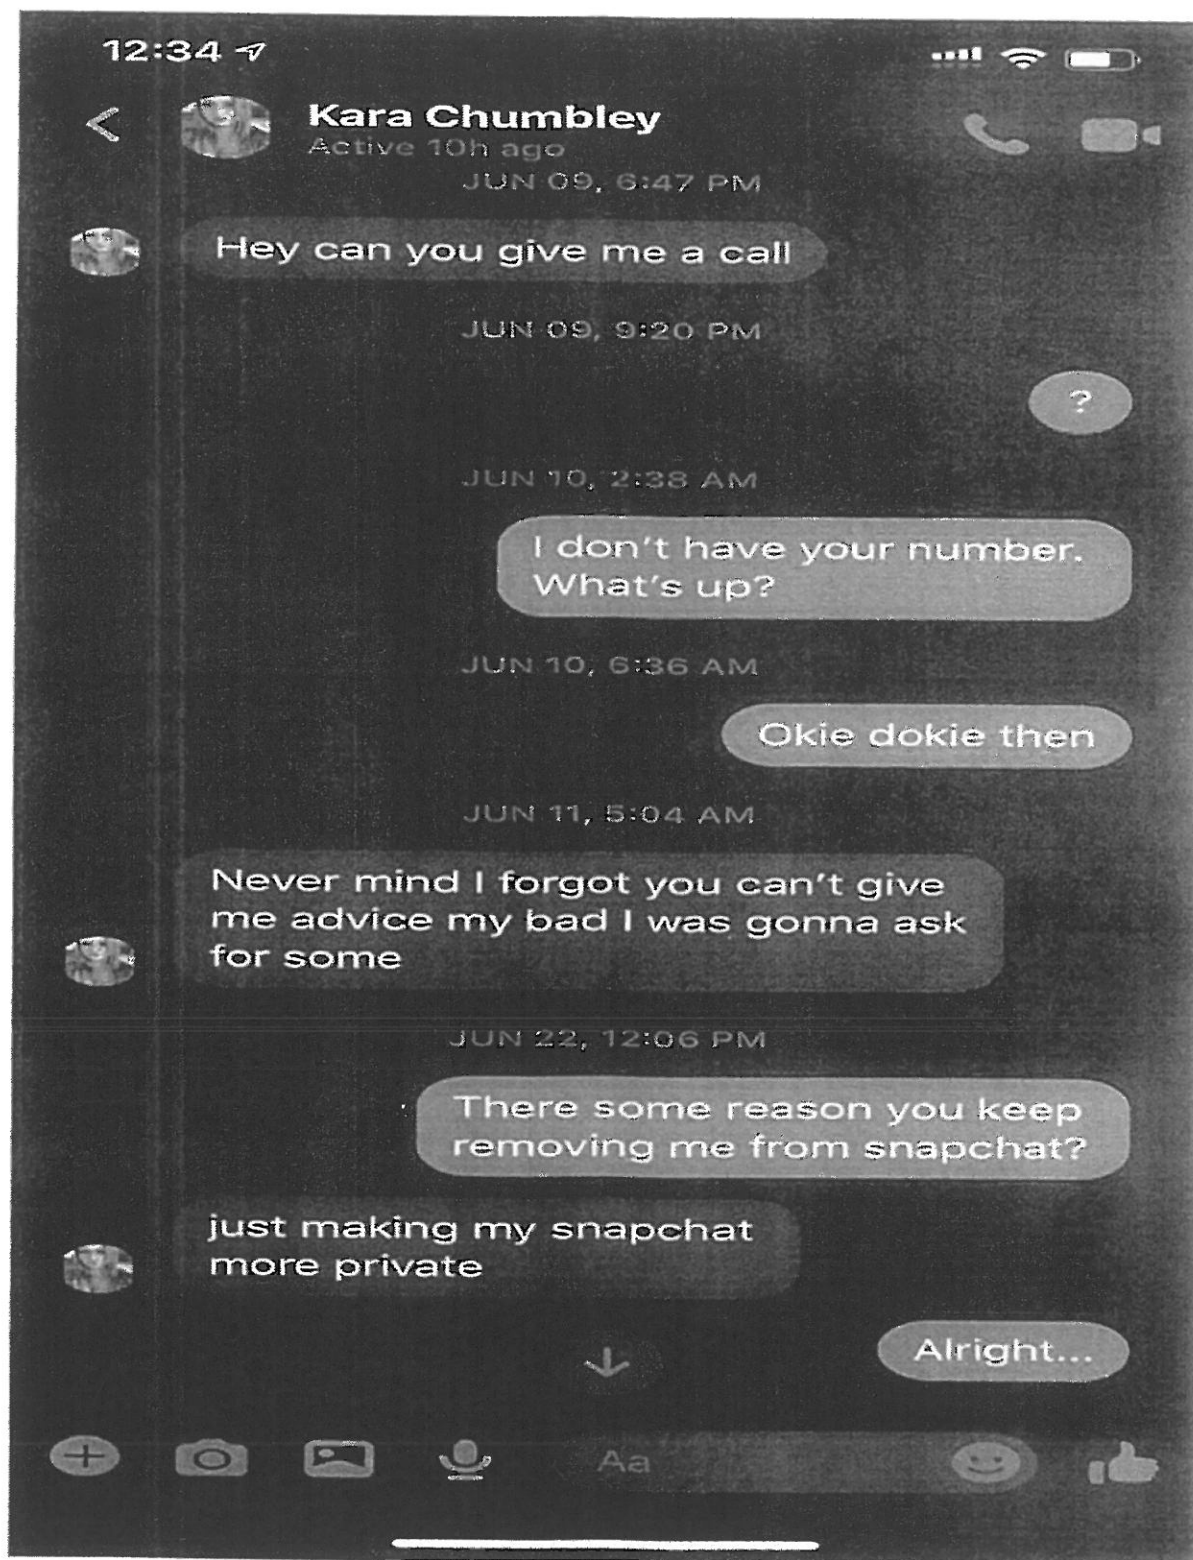 12:34
Kara Chumbley
Active 10h ago
JUN 09, 6:47 PM
Hey can you give me a call
JUN 09, 9:20 PM
?
JUN 10, 2:38 AM
I don't have your number.
What's up?
JUN 10, 6:36 AM
Okie dokie then
JUN 11, 5:04 AM
Never mind I forgot you can't give
me advice my bad I was gonna ask
for some
JUN 22, 12:06 PM
There some reason you keep
removing me from snapchat?
just making my snapchat
more private
Alright...
Aa